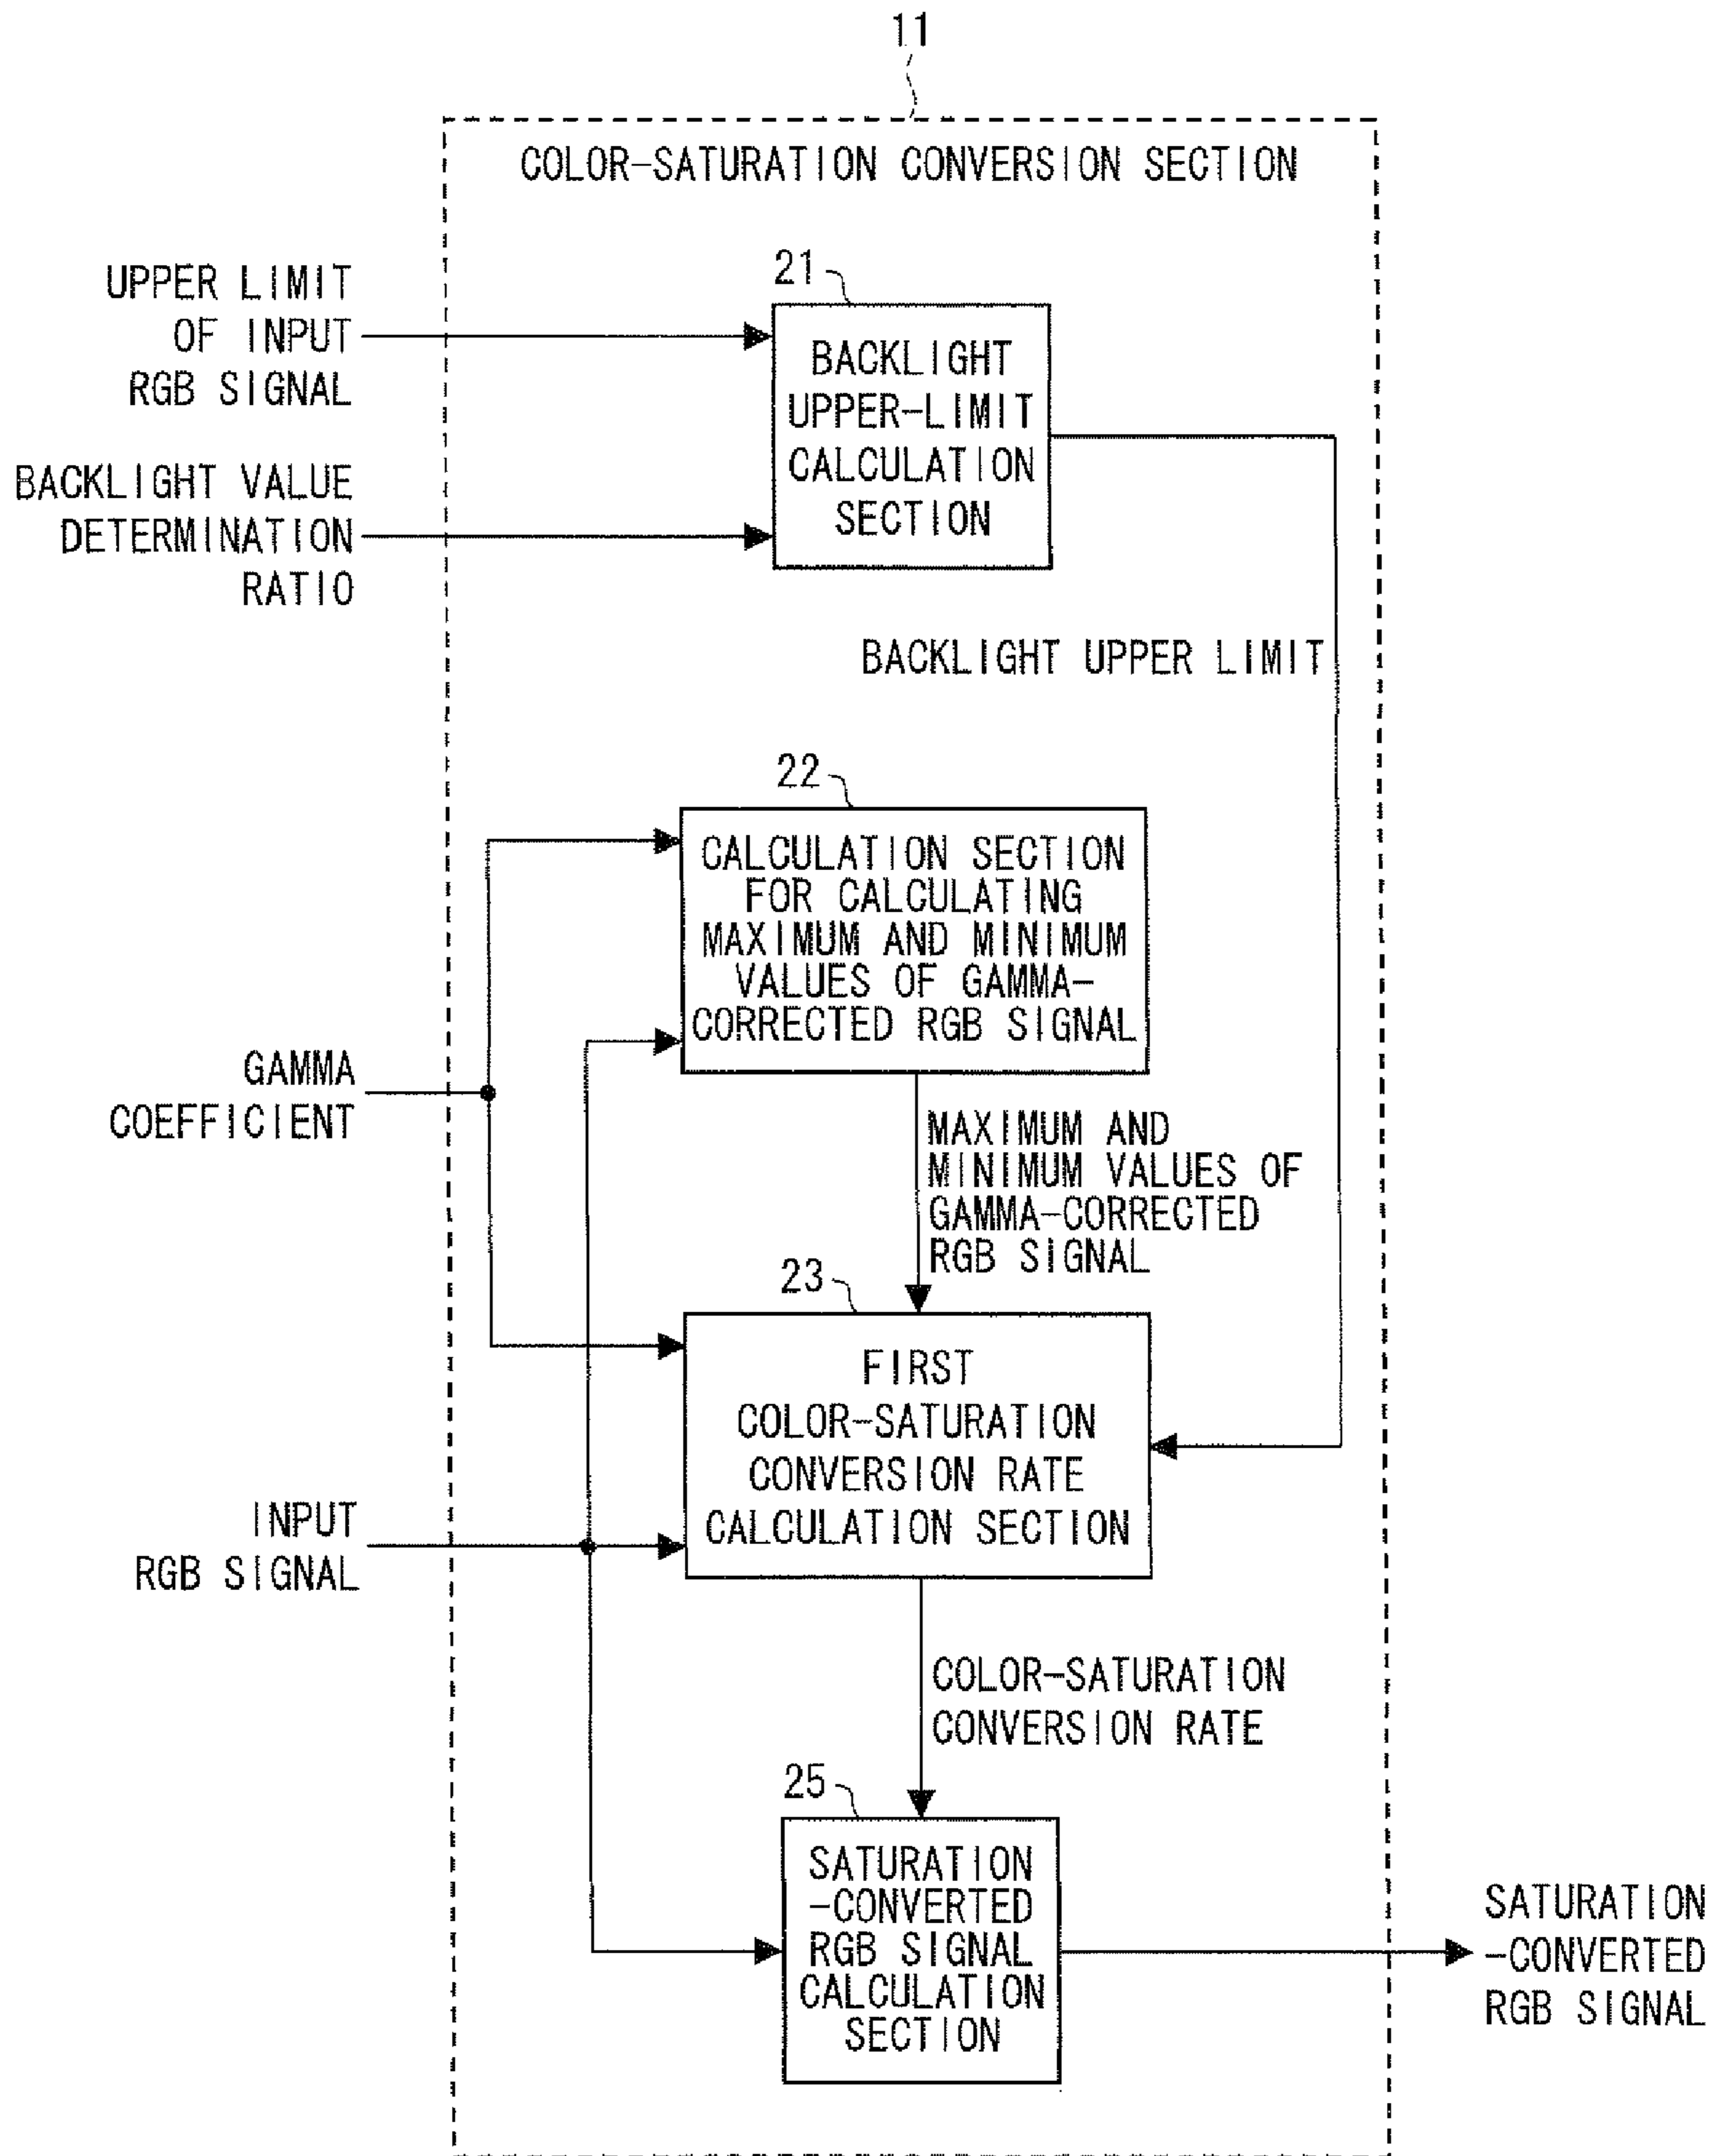 11
COLOR-SATURATION CONVERSION SECTION
UPPER LIMIT
OF INPUT
RGB SIGNAL
21
BACKLIGHT
UPPER-LIMIT
CALCULATION
SECTION
BACKLIGHT VALUE
DETERMINATION
RATIO
BACKLIGHT UPPER LIMIT
22
CALCULATION SECTION
FOR CALCULATING
MAXIMUM AND MINIMUM
VALUES OF GAMMA-
CORRECTED RGB SIGNAL
GAMMA
COEFFICIENT
MAXIMUM AND
MINIMUM VALUES OF
GAMMA-CORRECTED
RGB SIGNAL
23
FIRST
COLOR-SATURATION
CONVERSION RATE
CALCULATION SECTION
INPUT
RGB SIGNAL
COLOR-SATURATION
CONVERSION RATE
25
SATURATION
-CONVERTED
RGB SIGNAL
CALCULATION
SECTION
SATURATION
-CONVERTED
RGB SIGNAL